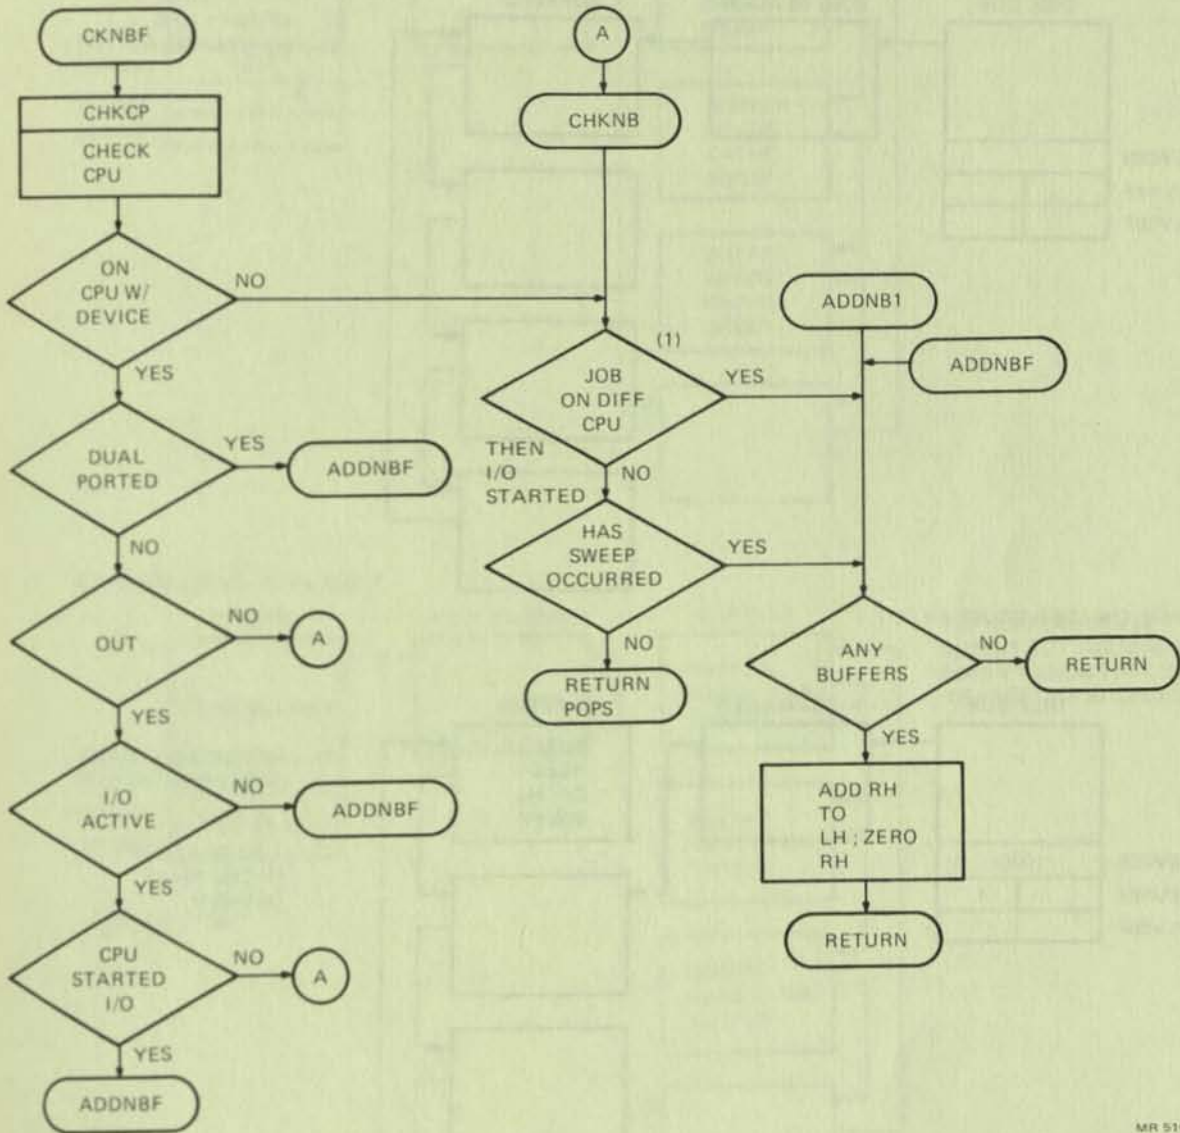 CKNBF
CHKCP
CHECK
CPU
ON
CPU W/
DEVICE
NO
YES
DUAL
PORTED
YES
ADDNBF
NO
OUT
NO
A
YES
I/O
ACTIVE
NO
ADDNBF
YES
CPU
STARTED
I/O
NO
A
YES
ADDNBF
A
CHKNB
(1)
JOB
ON DIFF
CPU
YES
THEN
I/O
STARTED
NO
HAS
SWEEP
OCCURRED
YES
NO
RETURN
POPS
ADDNB1
ADDNBF
ANY
BUFFERS
NO
RETURN
YES
ADD RH
TO
LH ; ZERO
RH
RETURN